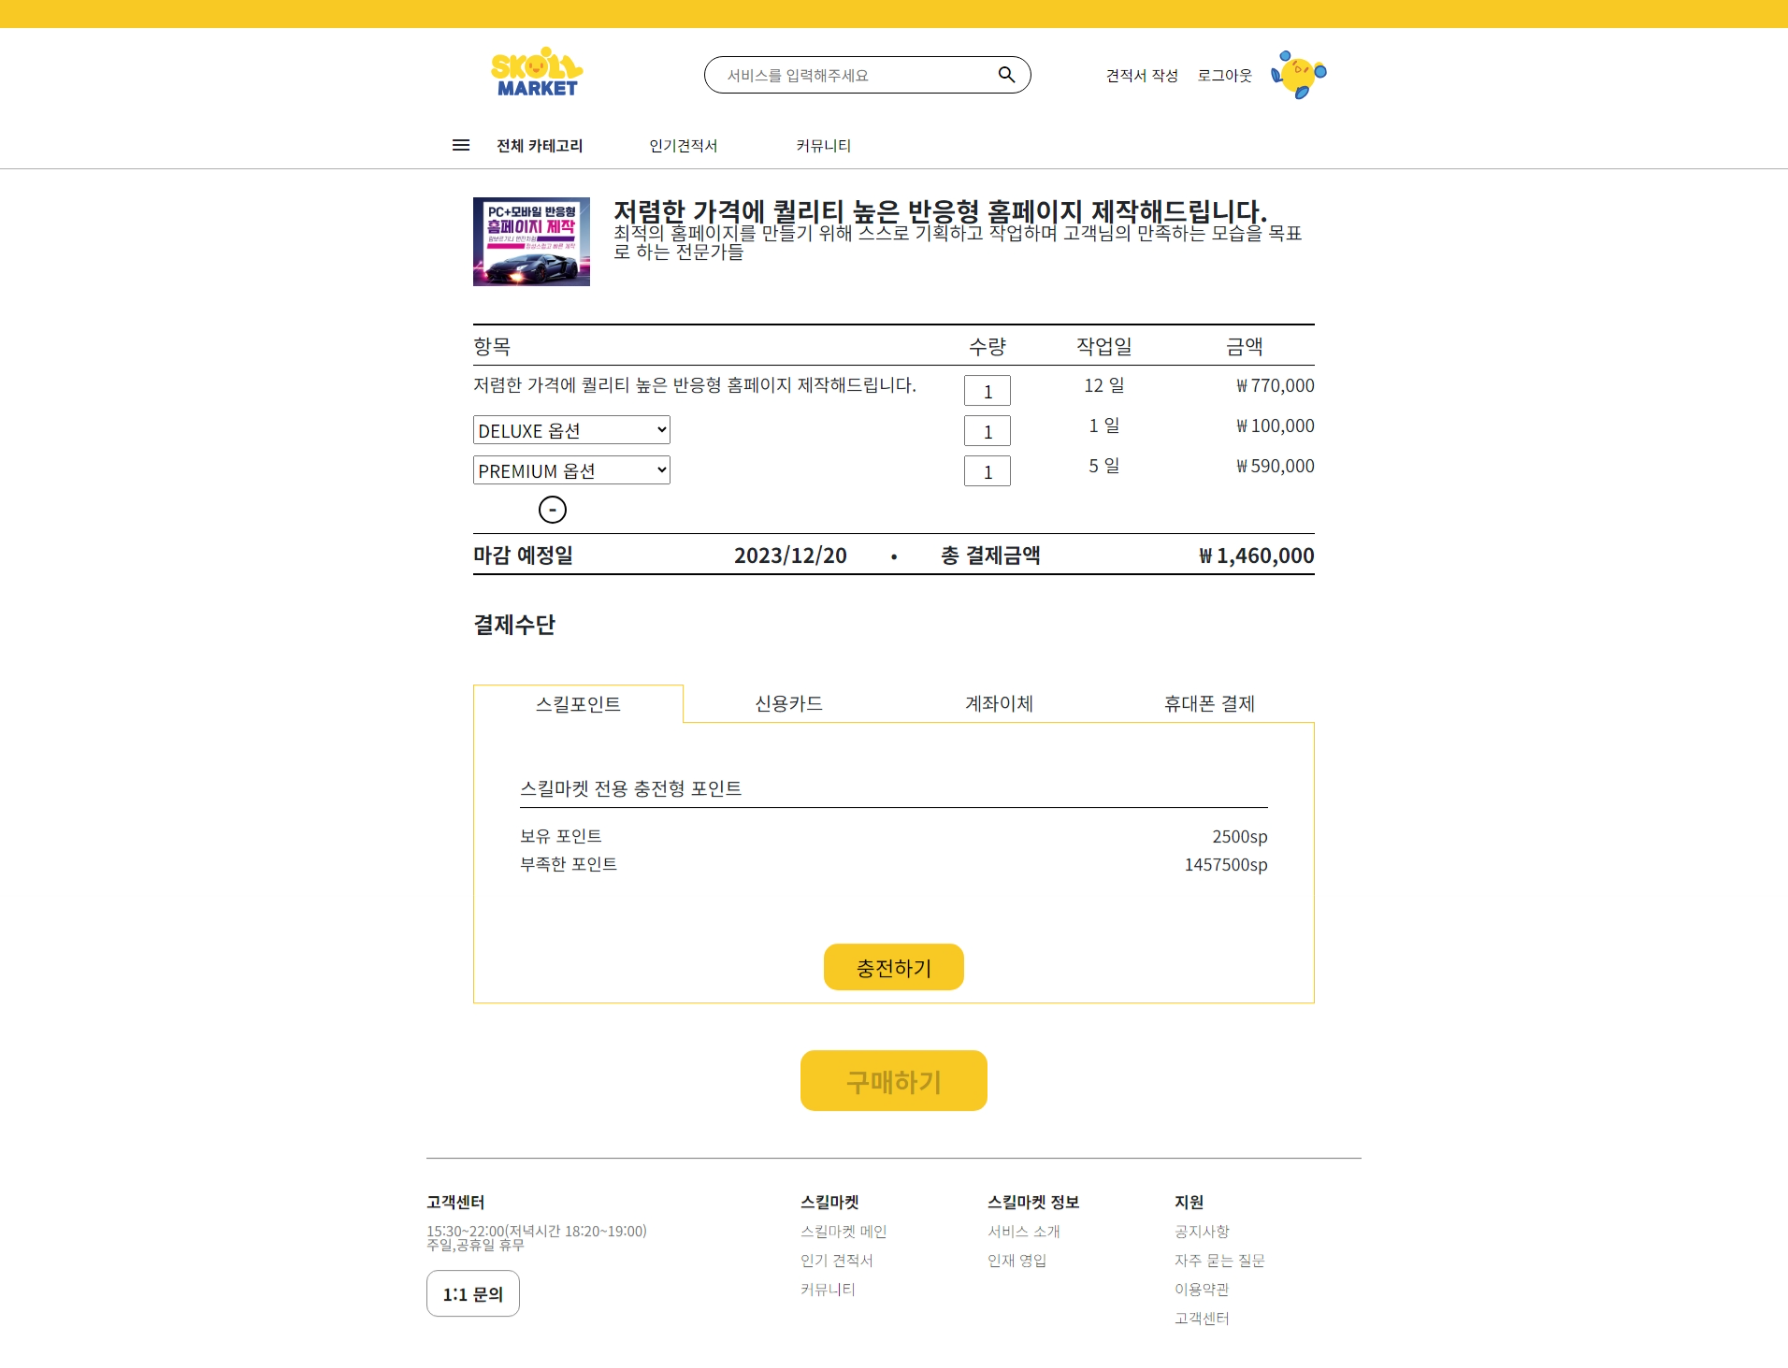 SKILL
MARKET
서비스를 입력해주세요
견적서 작성 로그아웃
전체 카테고리 인기견적서 커뮤니티
PC+모바일 반응형
홈페이지 제작
저렴한 가격에 퀄리티 높은 반응형 홈페이지 제작해드립니다.
최적의 홈페이지를 만들기 위해 스스로 기획하고 작업하며 고객님의 만족하는 모습을 목표
로 하는 전문가들
항목 수량 작업일 금액
저렴한 가격에 퀄리티 높은 반응형 홈페이지 제작해드립니다. 1 12 일 ₩770,000
DELUXE 옵션 1 1 일 ₩100,000
PREMIUM 옵션 1 5 일 ₩590,000
-
마감 예정일 2023/12/20 • 총 결제금액 ₩1,460,000
결제수단
스킬포인트 신용카드 계좌이체 휴대폰 결제
스킬마켓 전용 충전형 포인트
보유 포인트 2500sp
부족한 포인트 1457500sp
충전하기
구매하기
고객센터 스킬마켓 스킬마켓 정보 지원
15:30~22:00(저녁시간 18:20~19:00) 스킬마켓 메인 서비스 소개 공지사항
주일,공휴일 휴무
인기 견적서 인재 영입 자주 묻는 질문
1:1 문의 커뮤니티 이용약관
고객센터